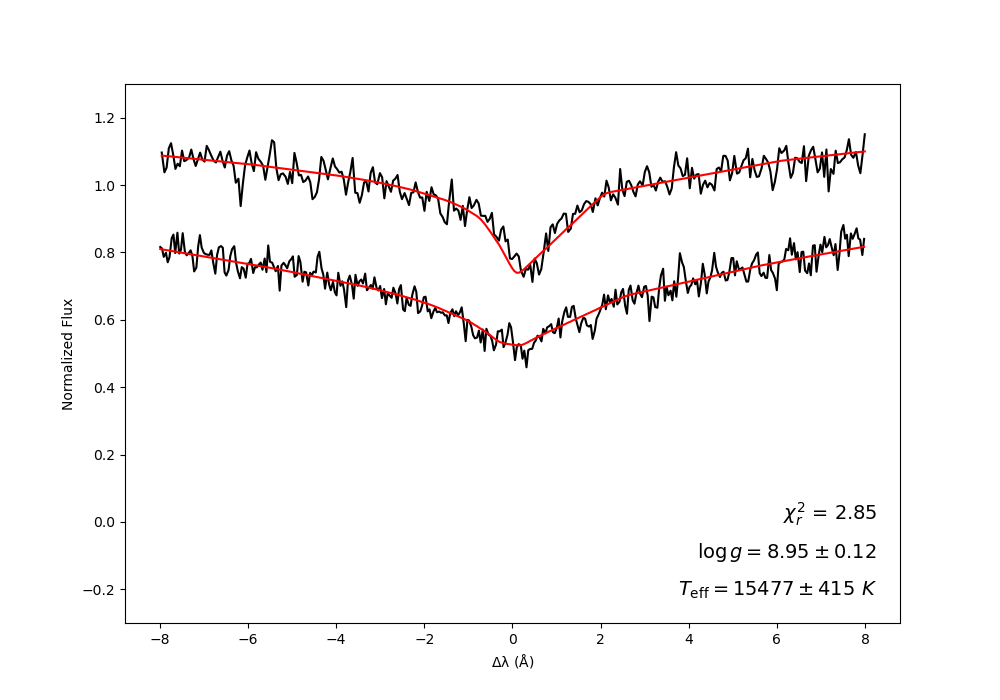 1.2
1.0
0.8
0.6
0.4
0.2
0.0
−0.2
Normalized Flux
χ²ᵣ = 2.85
log g = 8.95 ± 0.12
T_eff = 15477 ± 415 K
−8 −6 −4 −2 0 2 4 6 8
Δλ (Å)